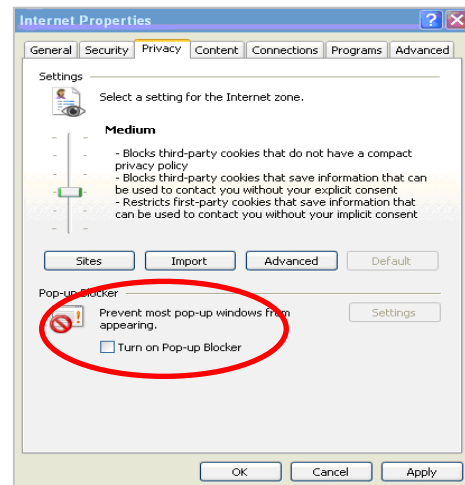 Internet Properties
General Security Privacy Content Connections Programs Advanced
Settings
Select a setting for the Internet zone.
Medium
- Blocks third-party cookies that do not have a compact
privacy policy
- Blocks third-party cookies that save information that can
be used to contact you without your explicit consent
- Restricts first-party cookies that save information that
can be used to contact you without your implicit consent
Sites Import Advanced Default
Pop-up Blocker
Prevent most pop-up windows from
appearing.
Settings
Turn on Pop-up Blocker
OK Cancel Apply